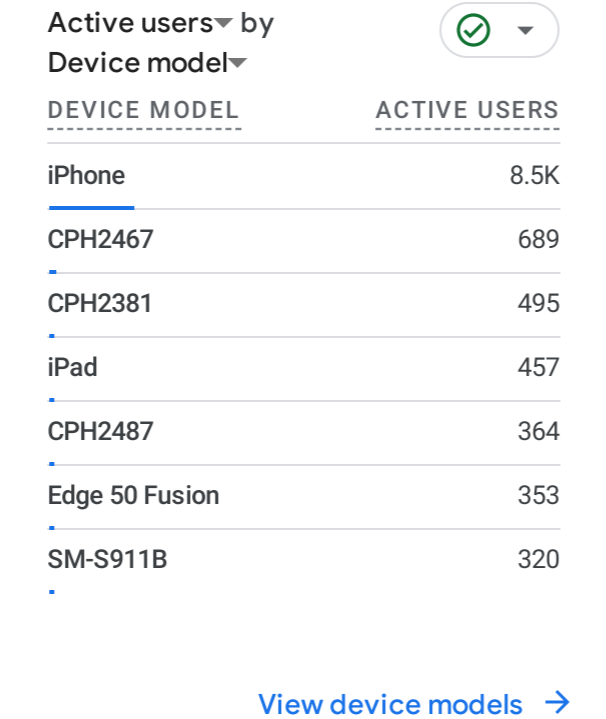 Active users by
Device model
DEVICE MODEL ACTIVE USERS
iPhone 8.5K
CPH2467 689
CPH2381 495
iPad 457
CPH2487 364
Edge 50 Fusion 353
SM-S911B 320
View device models